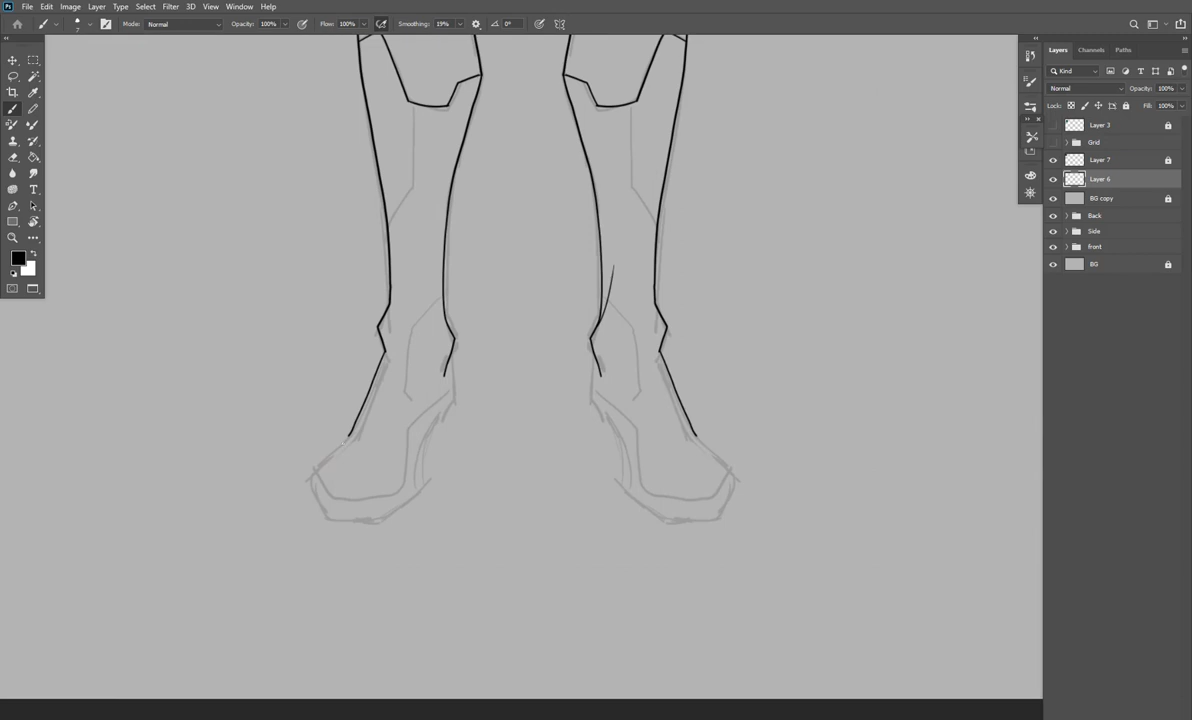 Ps File Edit Image Layer Type Select Filter 3D View Window Help
Mode: Normal Opacity: 100% Flow: 100% Smoothing: 19% 0°
7
Layers Channels Paths
Kind
Normal Opacity: 100%
Lock: Fill: 100%
Layer 3
Grid
Layer 7
Layer 6
BG copy
Back
Side
front
BG